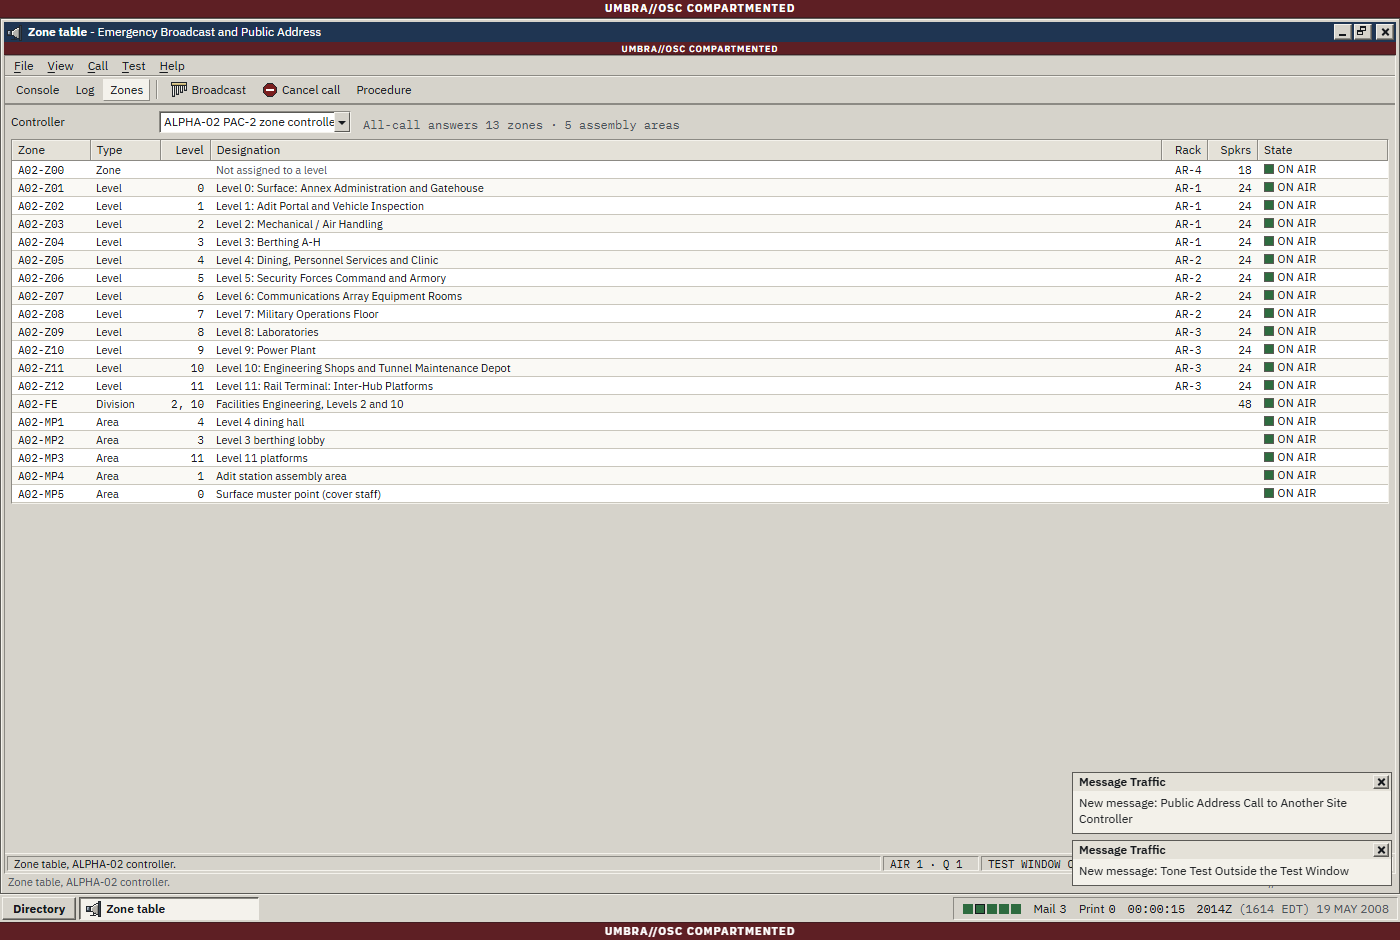 UMBRA//OSC COMPARTMENTED
Zone table - Emergency Broadcast and Public Address
UMBRA//OSC COMPARTMENTED
File View Call Test Help
Console Log Zones Broadcast Cancel call Procedure
Controller ALPHA-02 PAC-2 zone controlle All-call answers 13 zones · 5 assembly areas
Zone Type Level Designation Rack Spkrs State
A02-Z00 Zone Not assigned to a level AR-4 18 ON AIR
A02-Z01 Level 0 Level 0: Surface: Annex Administration and Gatehouse AR-1 24 ON AIR
A02-Z02 Level 1 Level 1: Adit Portal and Vehicle Inspection AR-1 24 ON AIR
A02-Z03 Level 2 Level 2: Mechanical / Air Handling AR-1 24 ON AIR
A02-Z04 Level 3 Level 3: Berthing A-H AR-1 24 ON AIR
A02-Z05 Level 4 Level 4: Dining, Personnel Services and Clinic AR-2 24 ON AIR
A02-Z06 Level 5 Level 5: Security Forces Command and Armory AR-2 24 ON AIR
A02-Z07 Level 6 Level 6: Communications Array Equipment Rooms AR-2 24 ON AIR
A02-Z08 Level 7 Level 7: Military Operations Floor AR-2 24 ON AIR
A02-Z09 Level 8 Level 8: Laboratories AR-3 24 ON AIR
A02-Z10 Level 9 Level 9: Power Plant AR-3 24 ON AIR
A02-Z11 Level 10 Level 10: Engineering Shops and Tunnel Maintenance Depot AR-3 24 ON AIR
A02-Z12 Level 11 Level 11: Rail Terminal: Inter-Hub Platforms AR-3 24 ON AIR
A02-FE Division 2, 10 Facilities Engineering, Levels 2 and 10 48 ON AIR
A02-MP1 Area 4 Level 4 dining hall ON AIR
A02-MP2 Area 3 Level 3 berthing lobby ON AIR
A02-MP3 Area 11 Level 11 platforms ON AIR
A02-MP4 Area 1 Adit station assembly area ON AIR
A02-MP5 Area 0 Surface muster point (cover staff) ON AIR
Message Traffic
New message: Public Address Call to Another Site
Controller
Message Traffic
New message: Tone Test Outside the Test Window
Zone table, ALPHA-02 controller. AIR 1 · Q 1 TEST WINDOW
Zone table, ALPHA-02 controller.
Directory Zone table Mail 3 Print 0 00:00:15 2014Z (1614 EDT) 19 MAY 2008
UMBRA//OSC COMPARTMENTED